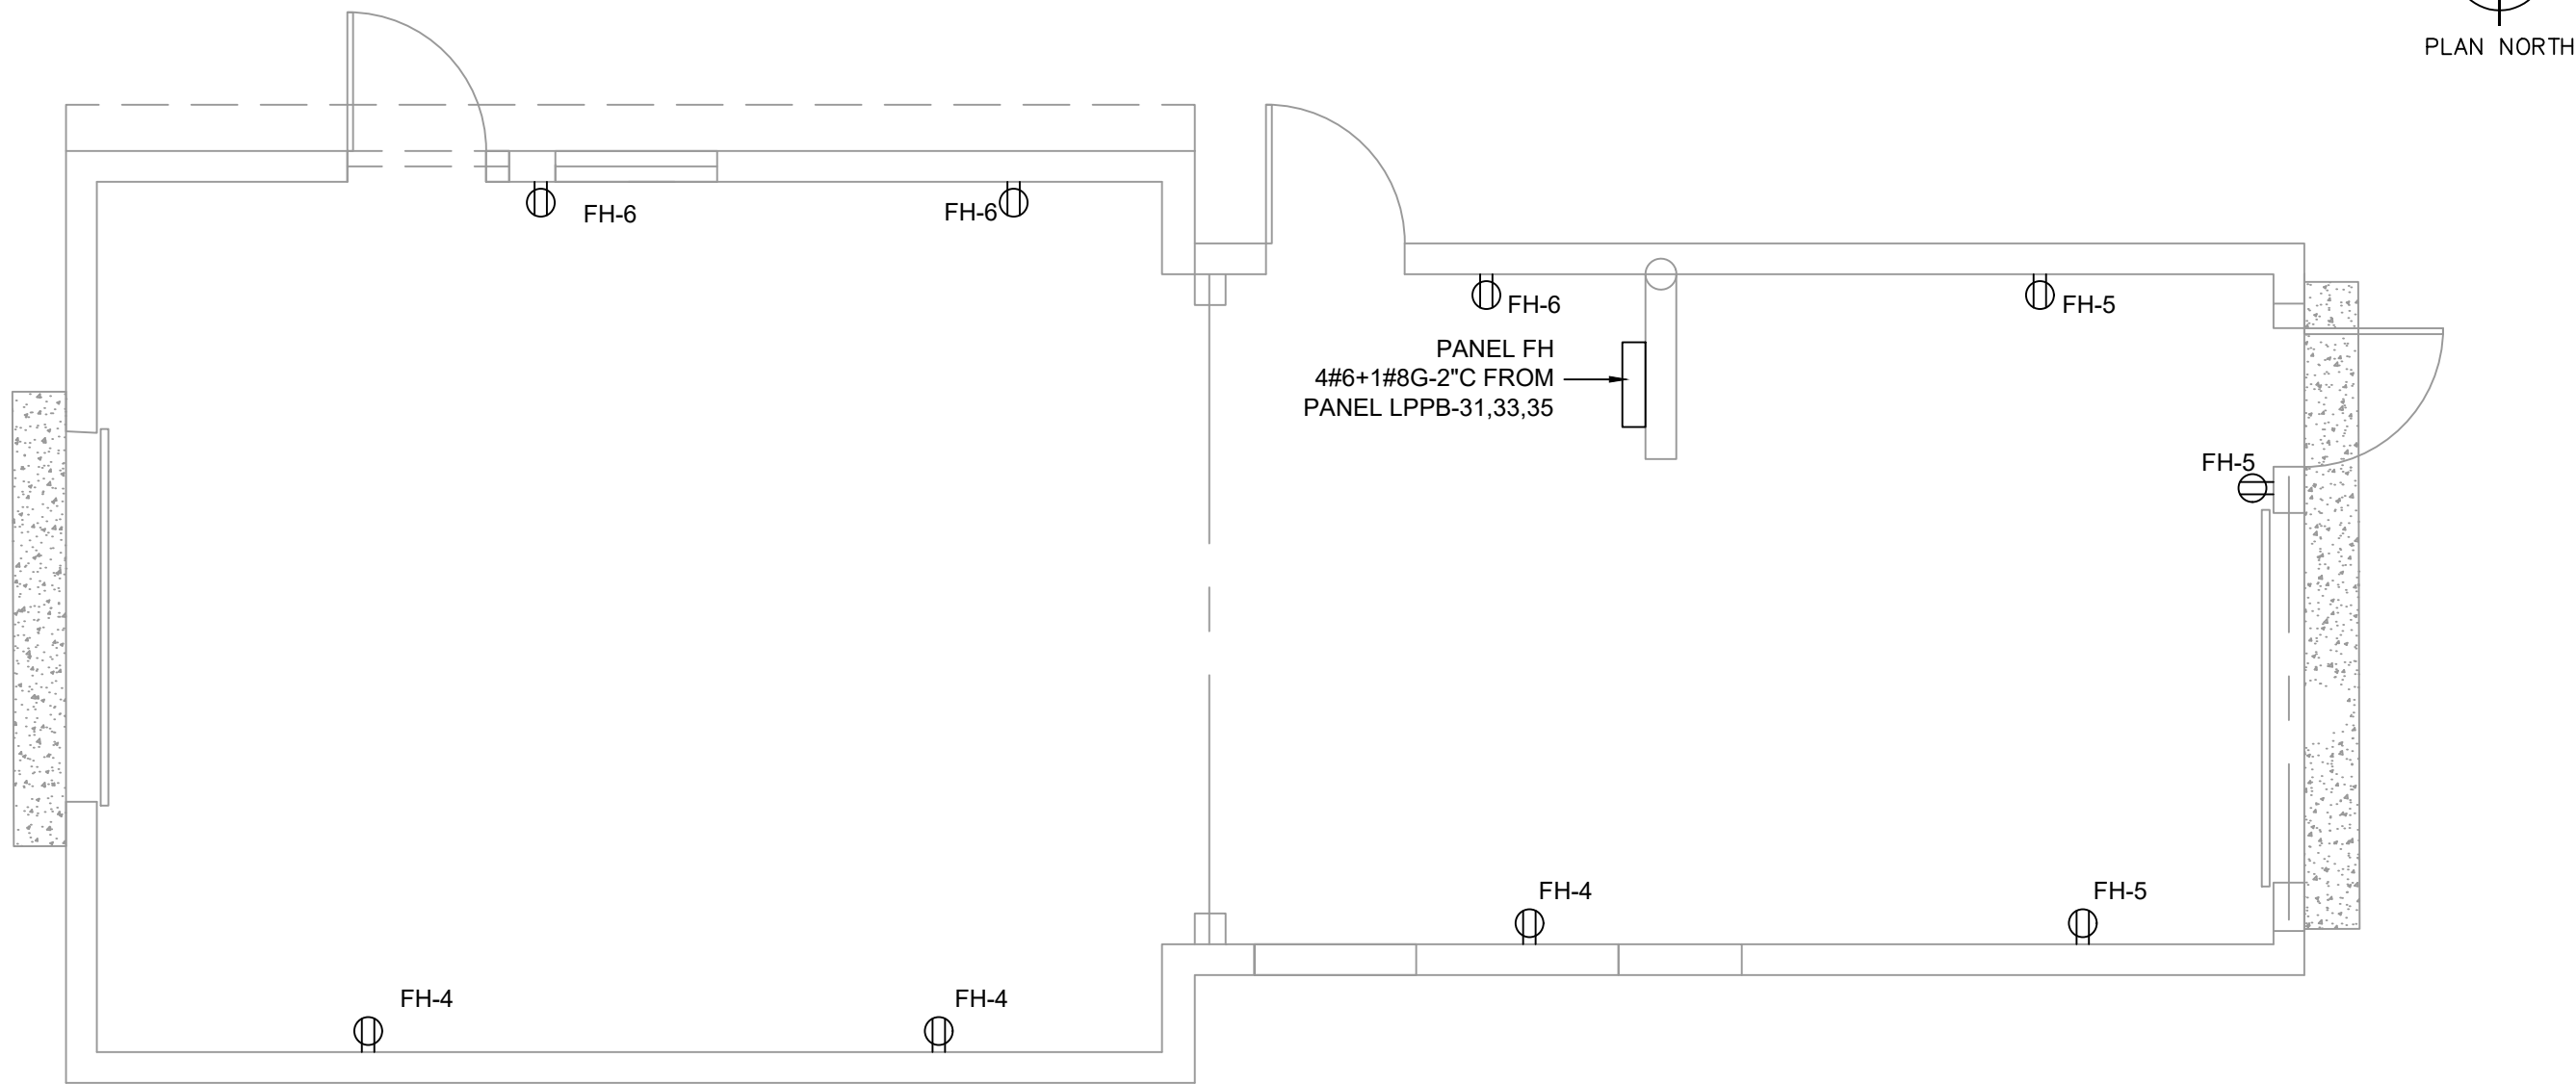 PLAN NORTH
FH-6
FH-6
FH-6
FH-5
PANEL FH
4#6+1#8G-2"C FROM
PANEL LPPB-31,33,35
FH-5
FH-4
FH-5
FH-4
FH-4